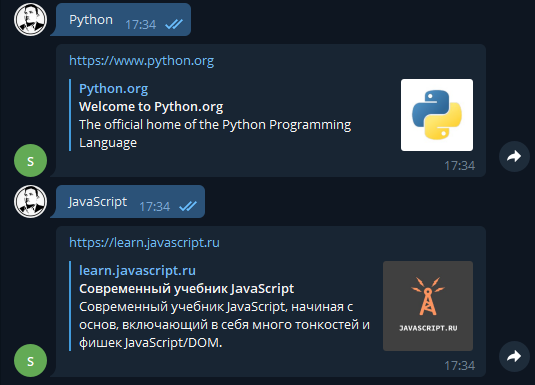 Python 17:34
https://www.python.org
Python.org
Welcome to Python.org
The official home of the Python Programming
Language
S
17:34
JavaScript 17:34
https://learn.javascript.ru
learn.javascript.ru
Современный учебник JavaScript
Современный учебник JavaScript, начиная с
основ, включающий в себя много тонкостей и
фишек JavaScript/DOM.
JAVASCRIPT.RU
S
17:34